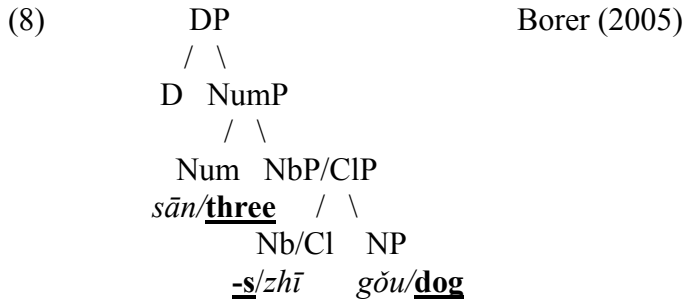 (8) DP Borer (2005)
/ \
D NumP
/ \
Num NbP/ClP
sān/three / \
Nb/Cl NP
-s/zhī gǒu/dog